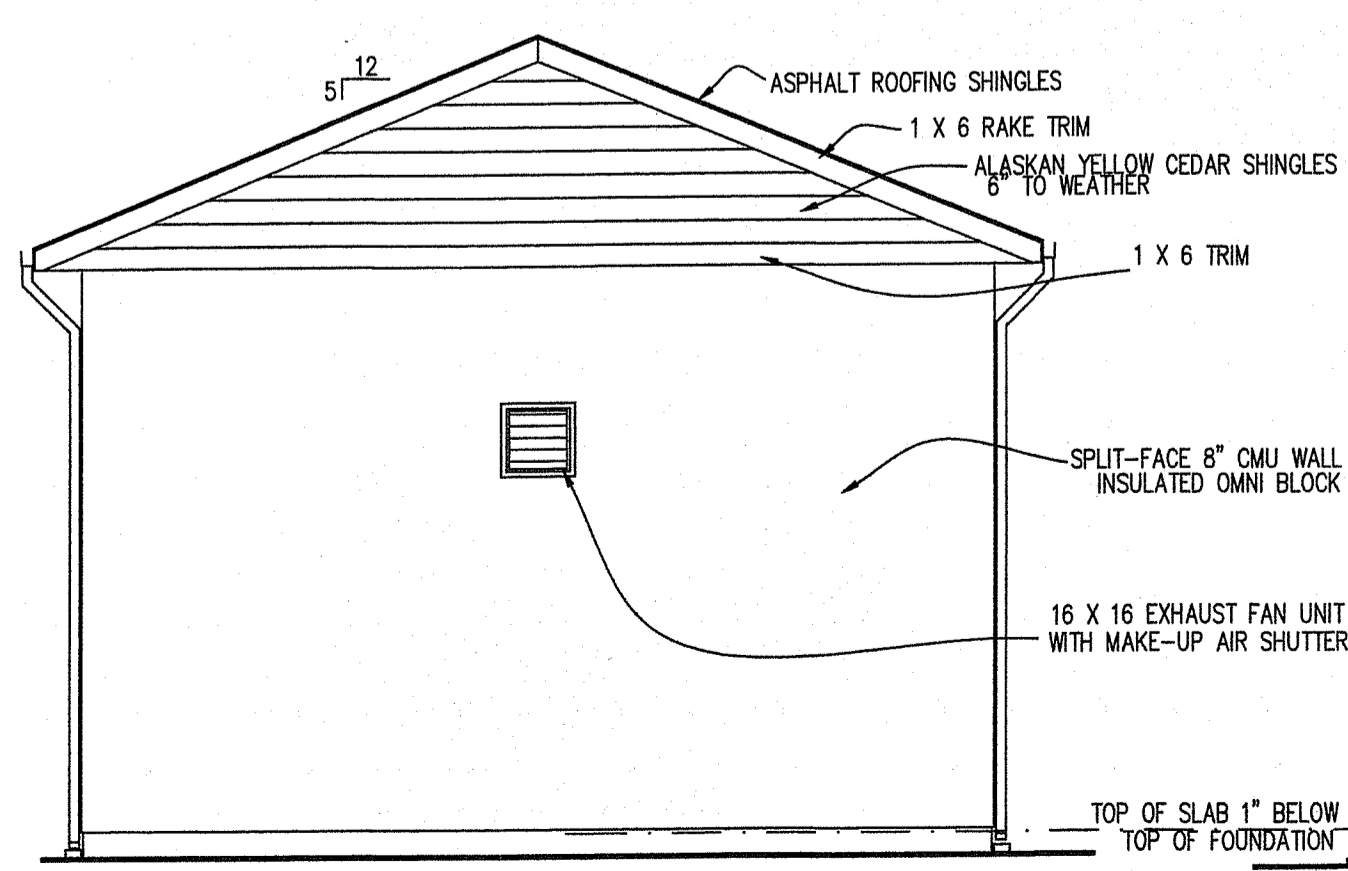 12
5
ASPHALT ROOFING SHINGLES
1 X 6 RAKE TRIM
ALASKAN YELLOW CEDAR SHINGLES
6" TO WEATHER
1 X 6 TRIM
SPLIT-FACE 8" CMU WALL
INSULATED OMNI BLOCK
16 X 16 EXHAUST FAN UNIT
WITH MAKE-UP AIR SHUTTER
TOP OF SLAB 1" BELOW
TOP OF FOUNDATION